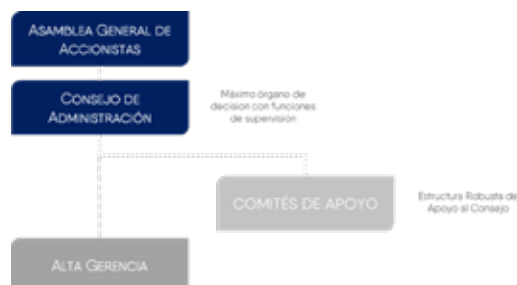 ASAMBLEA GENERAL DE
ACCIONISTAS
CONSEJO DE
ADMINISTRACIÓN
Máximo órgano de
decision con funciones
de supervisión
COMITÉS DE APOYO
Estructura Robusta de
Apoyo al Consejo
ALTA GERENCIA